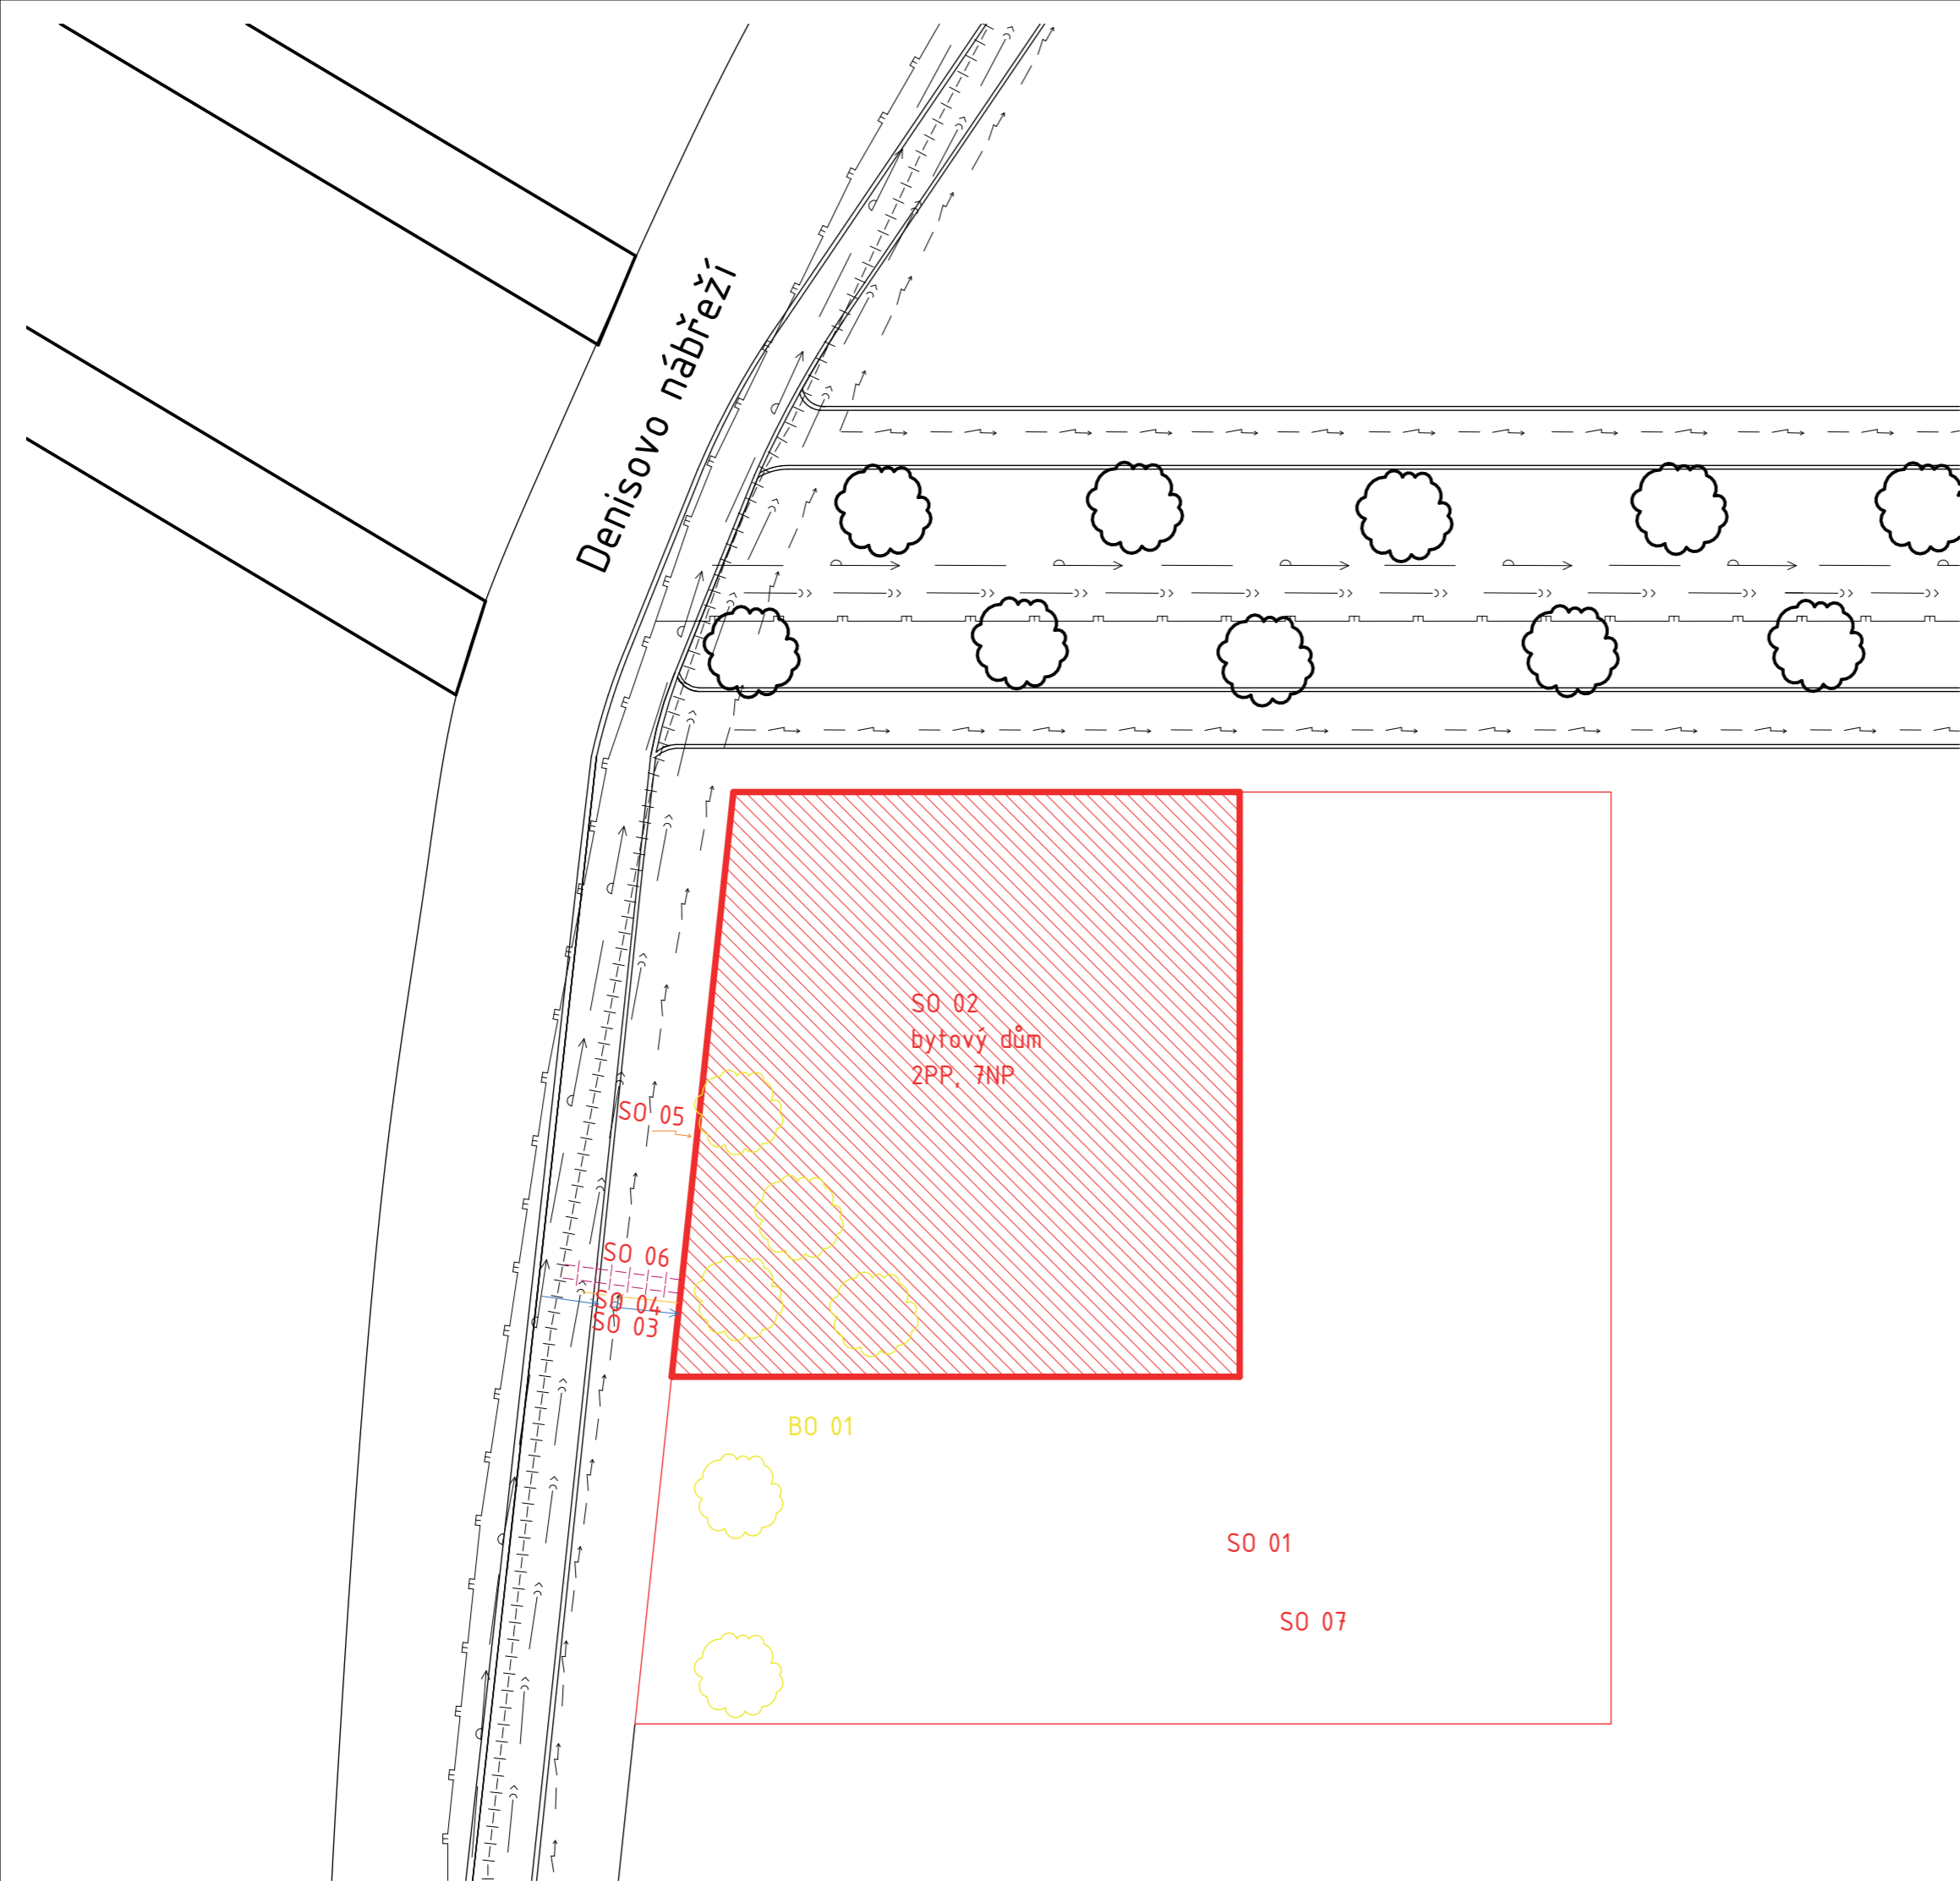 Denisovo nábřeží
SO 02
bytový dům
2PP, 7NP
SO 05
SO 06
SO 04
SO 03
BO 01
SO 01
SO 07